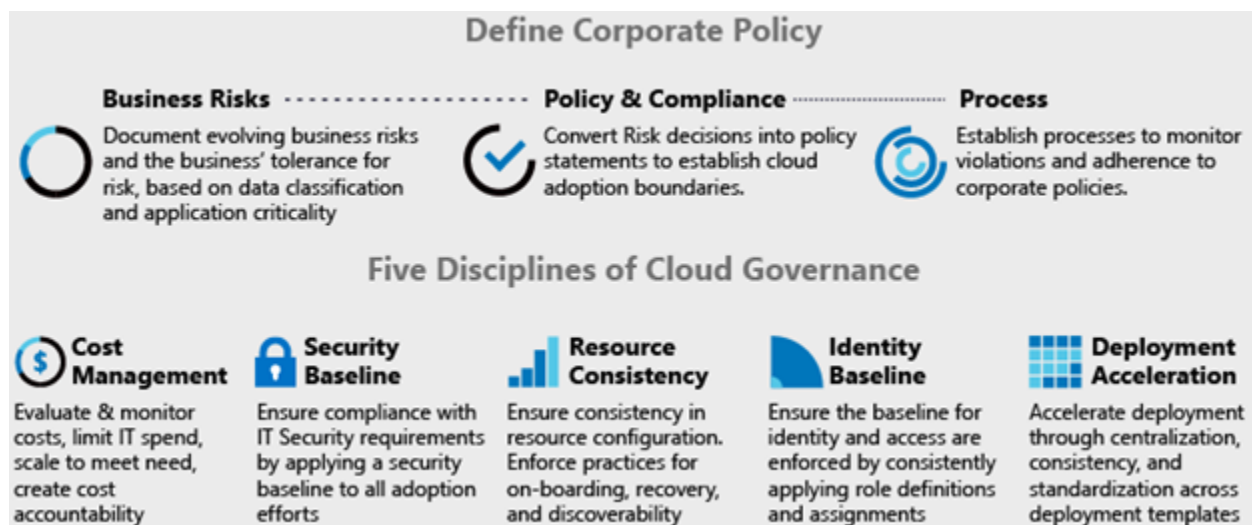 Define Corporate Policy
Business Risks
Document evolving business risks
and the business' tolerance for
risk, based on data classification
and application criticality
Policy & Compliance
Convert Risk decisions into policy
statements to establish cloud
adoption boundaries.
Process
Establish processes to monitor
violations and adherence to
corporate policies.
Five Disciplines of Cloud Governance
$
Cost
Management
Evaluate & monitor
costs, limit IT spend,
scale to meet need,
create cost
accountability
Security
Baseline
Ensure compliance with
IT Security requirements
by applying a security
baseline to all adoption
efforts
Resource
Consistency
Ensure consistency in
resource configuration.
Enforce practices for
on-boarding, recovery,
and discoverability
Identity
Baseline
Ensure the baseline for
identity and access are
enforced by consistently
applying role definitions
and assignments
Deployment
Acceleration
Accelerate deployment
through centralization,
consistency, and
standardization across
deployment templates